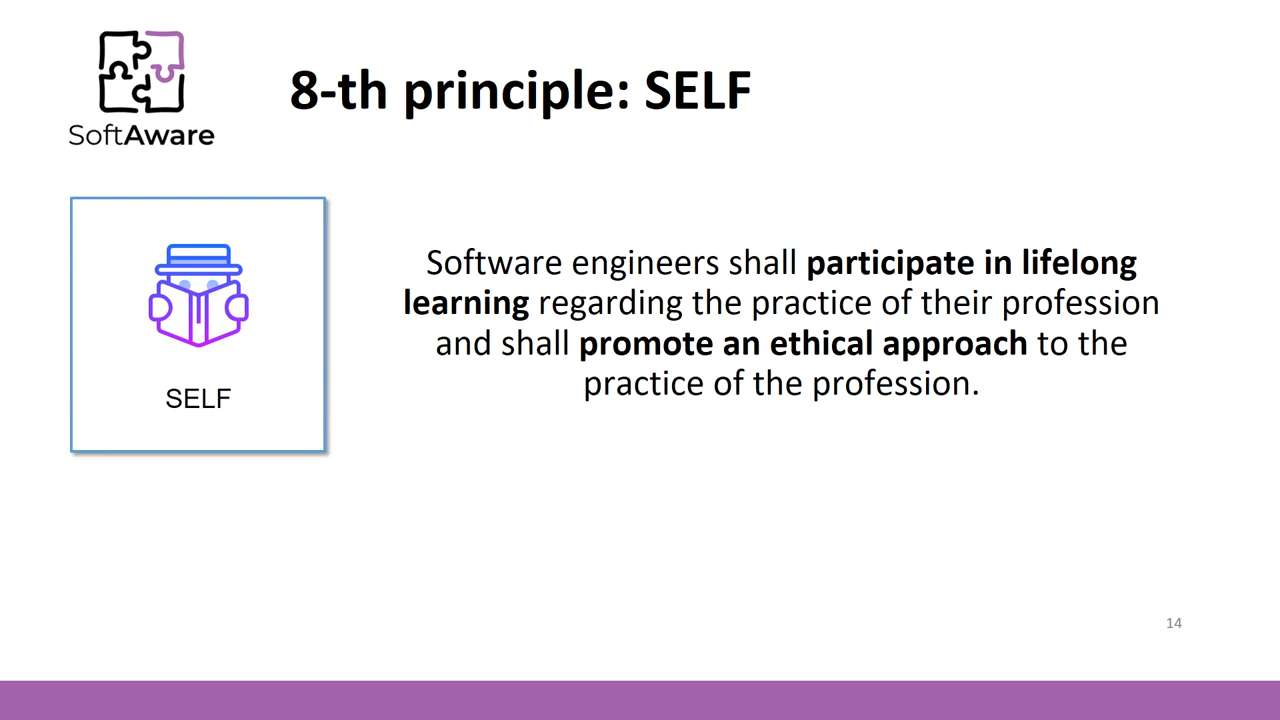 SoftAware
8-th principle: SELF
SELF
Software engineers shall participate in lifelong
learning regarding the practice of their profession
and shall promote an ethical approach to the
practice of the profession.
14